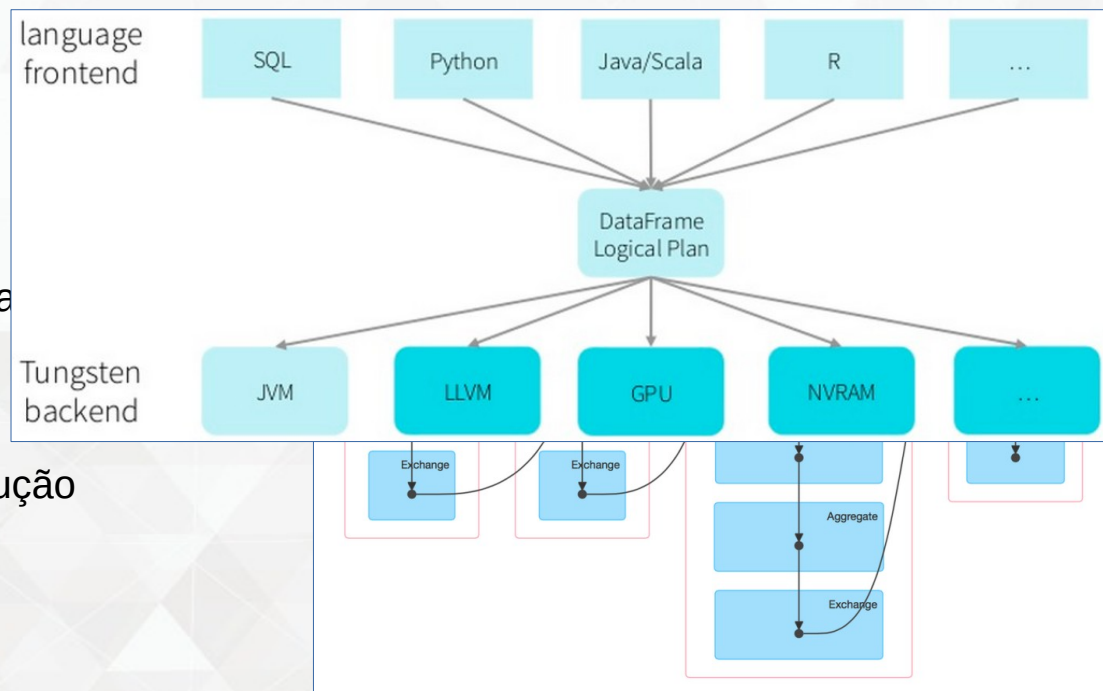 language
frontend
SQL
Python
Java/Scala
R
...
DataFrame
Logical Plan
Tungsten
backend
JVM
LLVM
GPU
NVRAM
...
Exchange
Exchange
Aggregate
Exchange